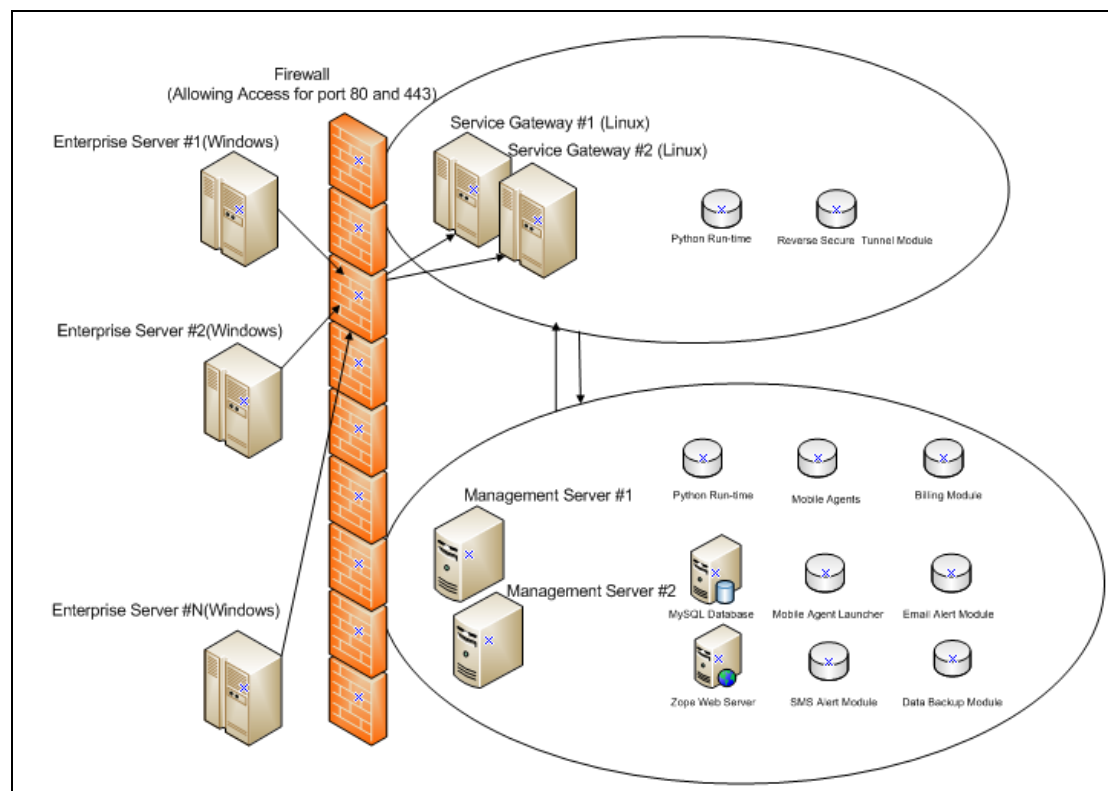 Firewall
(Allowing Access for port 80 and 443)
Enterprise Server #1(Windows)
Service Gateway #1 (Linux)
Service Gateway #2 (Linux)
Python Run-time
Reverse Secure Tunnel Module
Enterprise Server #2(Windows)
Management Server #1
Python Run-time
Mobile Agents
Billing Module
Management Server #2
MySQL Database
Mobile Agent Launcher
Email Alert Module
Enterprise Server #N(Windows)
Zope Web Server
SMS Alert Module
Data Backup Module